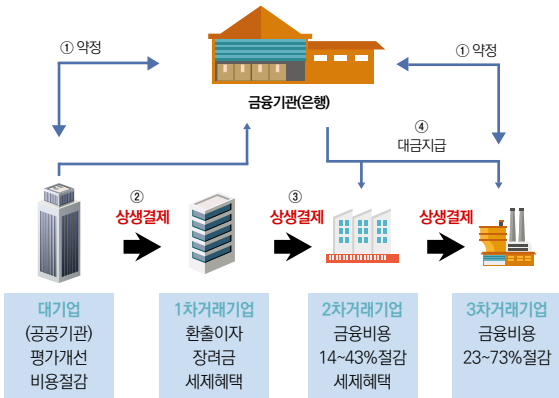 ① 약정
① 약정
금융기관(은행)
④
대금지급
②
상생결제
③
상생결제
상생결제
대기업
(공공기관)
평가개선
비용절감
1차거래기업
환출이자
장려금
세제혜택
2차거래기업
금융비용
14~43%절감
세제혜택
3차거래기업
금융비용
23~73%절감